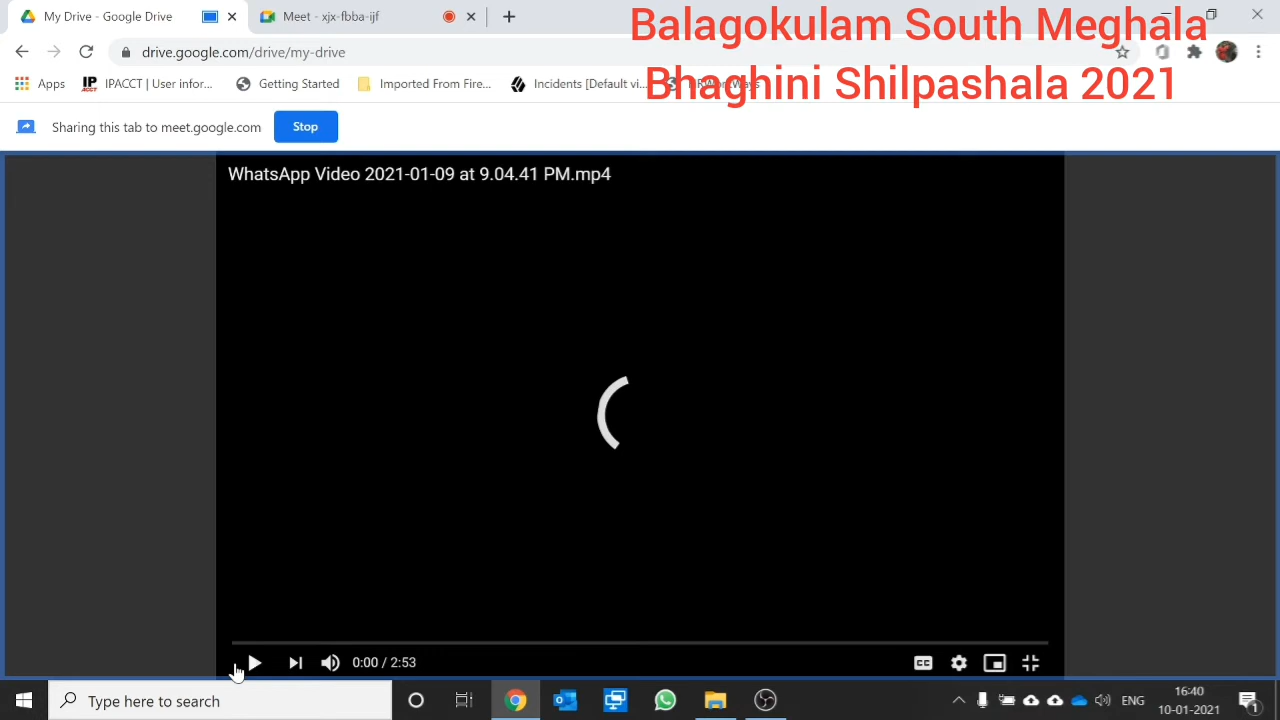 My Drive - Google Drive
Meet - xjx-fbba-ijf
Balagokulam South Meghala
drive.google.com/drive/my-drive
Apps
IP
IPACCT | User infor...
Getting Started
Imported From Fire...
Incidents [Default vi...
Bhaghini Shilpashala 2021
Sharing this tab to meet.google.com
Stop
WhatsApp Video 2021-01-09 at 9.04.41 PM.mp4
0:00 / 2:53
CC
Type here to search
ENG
16:40
10-01-2021
1